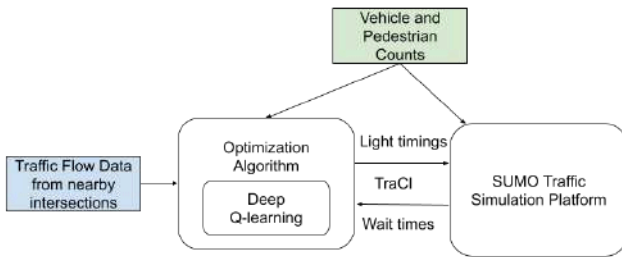 Vehicle and
Pedestrian
Counts
Optimization
Algorithm
Light timings
Traffic Flow Data
from nearby
intersections
Deep
Q-learning
TraCI
SUMO Traffic
Simulation Platform
Wait times